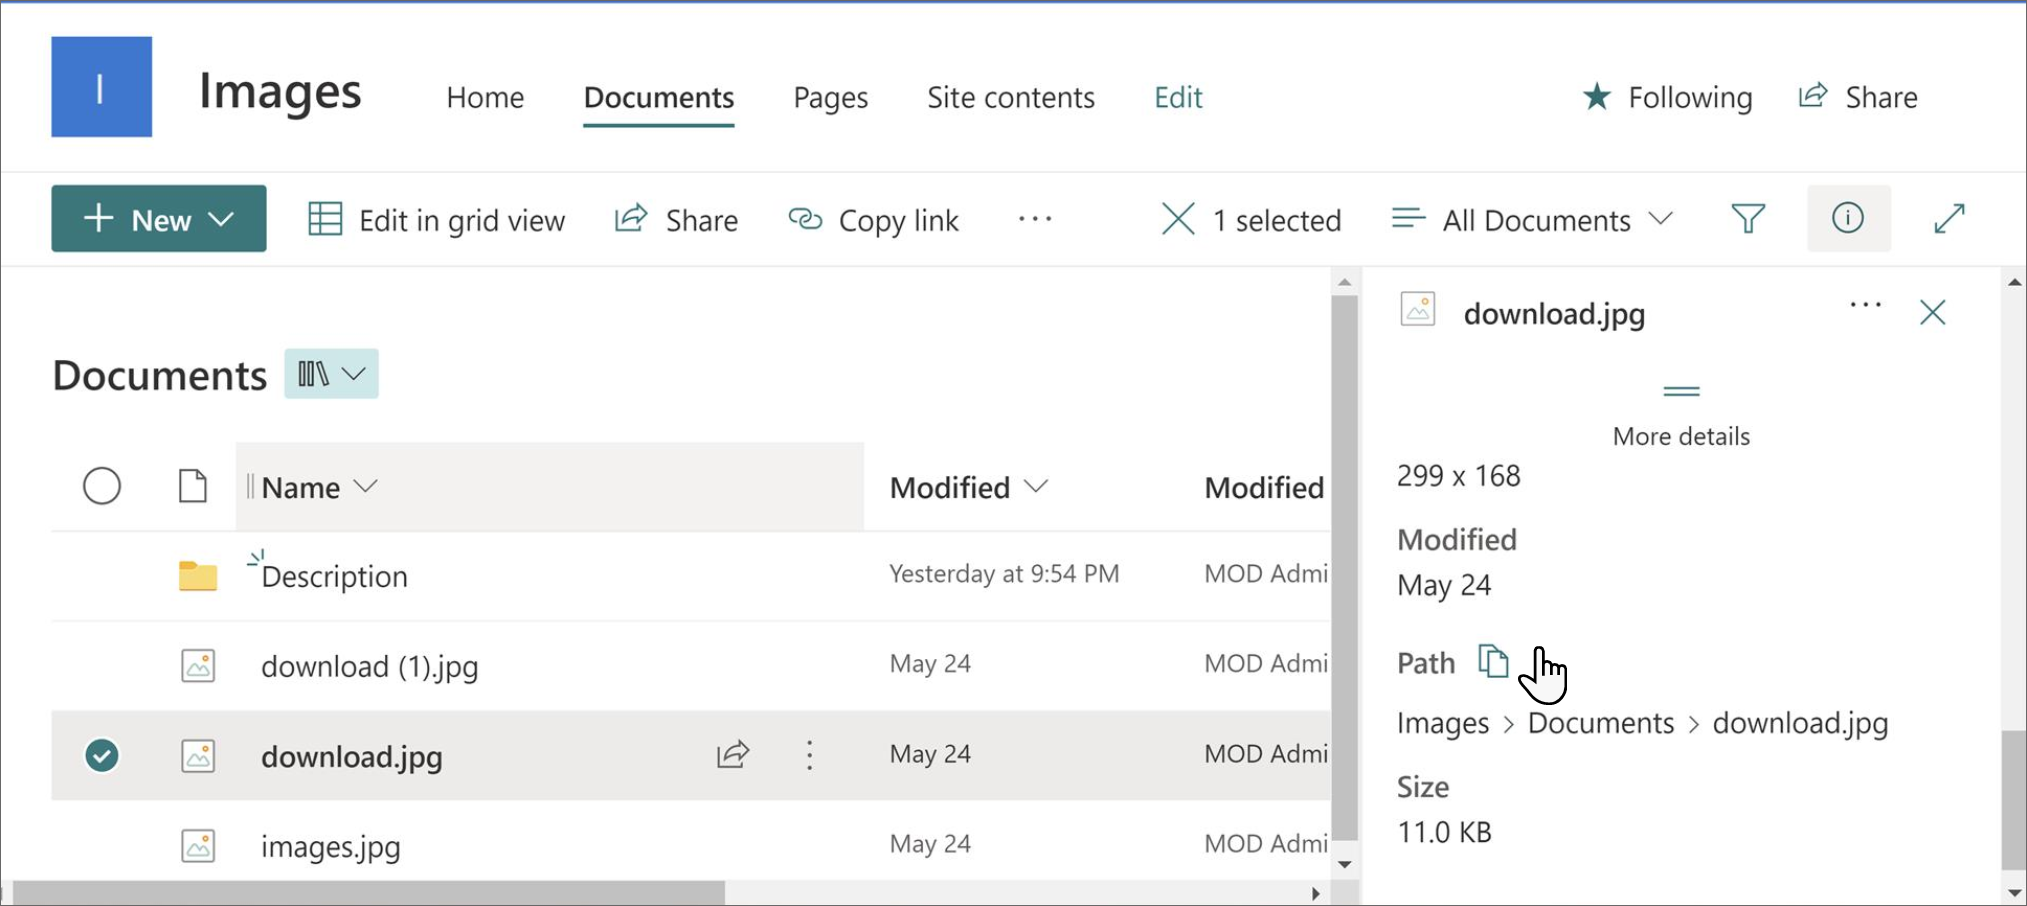 I
Images
Home
Documents
Pages
Site contents
Edit
Following
Share
New
Edit in grid view
Share
Copy link
1 selected
All Documents
Documents
Name
Modified
Modified
Description
Yesterday at 9:54 PM
MOD Admi
download (1).jpg
May 24
MOD Admi
download.jpg
May 24
MOD Admi
images.jpg
May 24
MOD Admi
download.jpg
More details
299 x 168
Modified
May 24
Path
Images > Documents > download.jpg
Size
11.0 KB